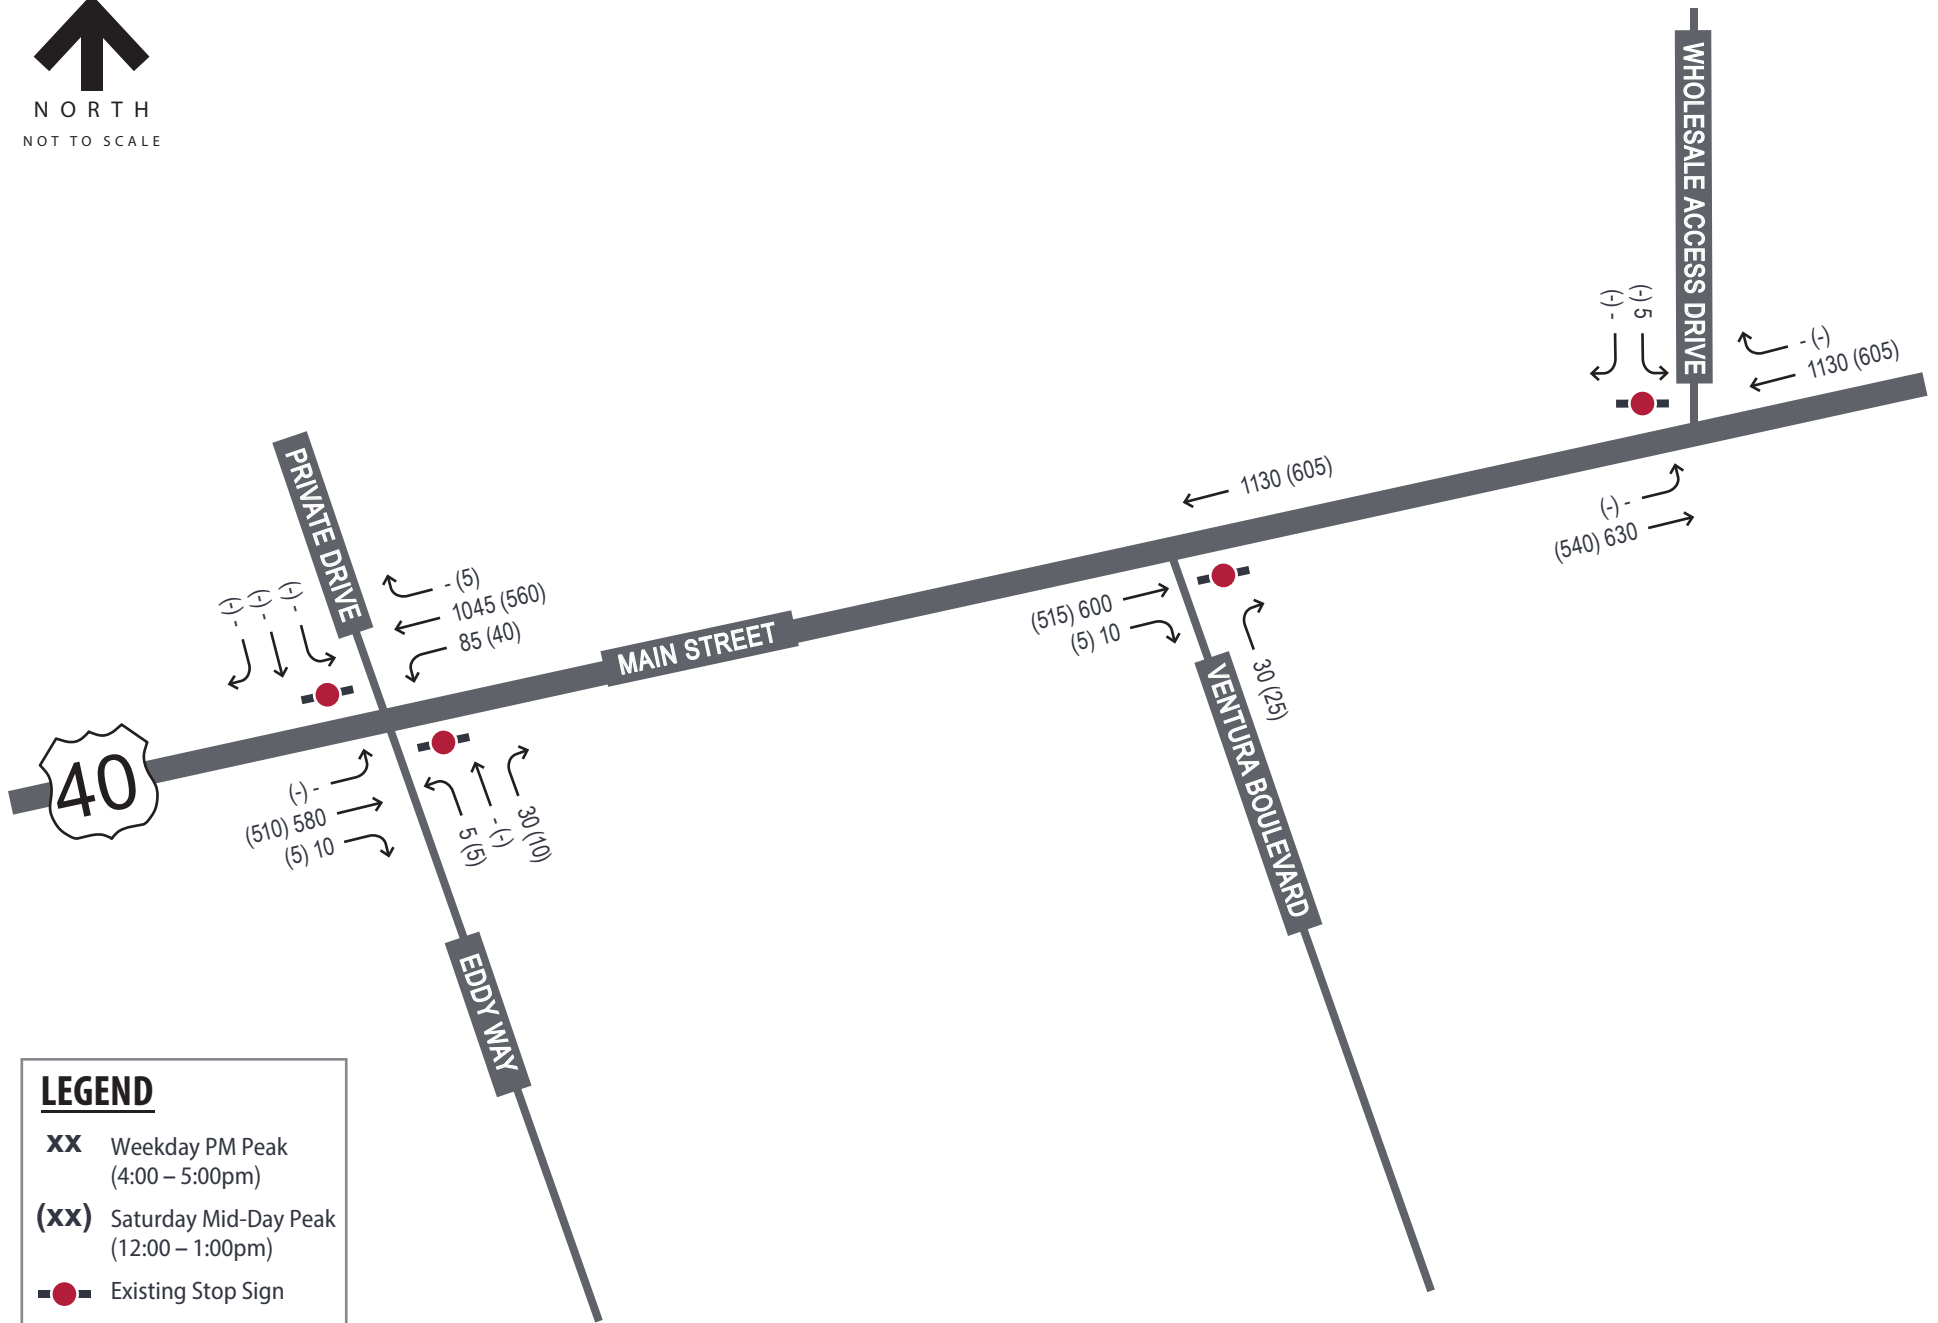 NORTH
NOT TO SCALE
WHOLESALE ACCESS DRIVE
(-) -
(-) 5
- (-)
1130 (605)
1130 (605)
(-) -
(540) 630
PRIVATE DRIVE
(-) -
(-) -
(-) -
- (5)
1045 (560)
85 (40)
MAIN STREET
(515) 600
(5) 10
30 (25)
VENTURA BOULEVARD
40
(-) -
(510) 580
(5) 10
5 (5)
- (-)
30 (10)
EDDY WAY
LEGEND
XX Weekday PM Peak
(4:00 – 5:00pm)
(XX) Saturday Mid-Day Peak
(12:00 – 1:00pm)
Existing Stop Sign